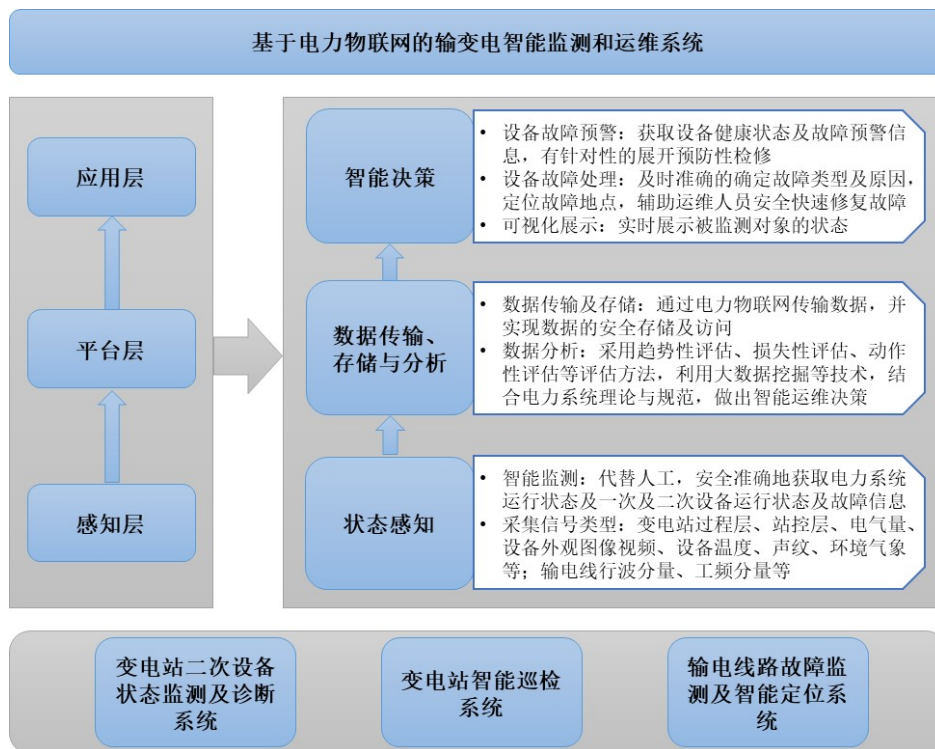 基于电力物联网的输变电智能监测和运维系统
应用层
平台层
感知层
智能决策
• 设备故障预警：获取设备健康状态及故障预警信
息，有针对性的展开预防性检修
• 设备故障处理：及时准确的确定故障类型及原因，
定位故障地点，辅助运维人员安全快速修复故障
• 可视化展示：实时展示被监测对象的状态
数据传输、
存储与分析
• 数据传输及存储：通过电力物联网传输数据，并
实现数据的安全存储及访问
• 数据分析：采用趋势性评估、损失性评估、动作
性评估等评估方法，利用大数据挖掘等技术，结
合电力系统理论与规范，做出智能运维决策
状态感知
• 智能监测：代替人工，安全准确地获取电力系统
运行状态及一次及二次设备运行状态及故障信息
• 采集信号类型：变电站过程层、站控层、电气量、
设备外观图像视频、设备温度、声纹、环境气象
等；输电线行波分量、工频分量等
变电站二次设备
状态监测及诊断
系统
变电站智能巡检
系统
输电线路故障监
测及智能定位系
统